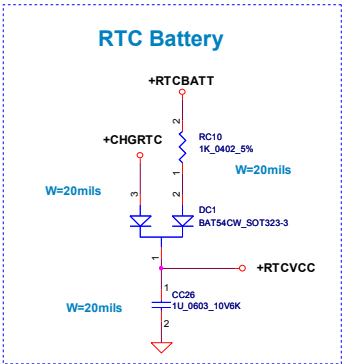 RTC Battery
+RTCBATT
2
RC10
1K_0402_5%
+CHGRTC
1
W=20mils
W=20mils
3
2
DC1
BAT54CW_SOT323-3
1
+RTCVCC
1
CC26
1U_0603_10V6K
W=20mils
2